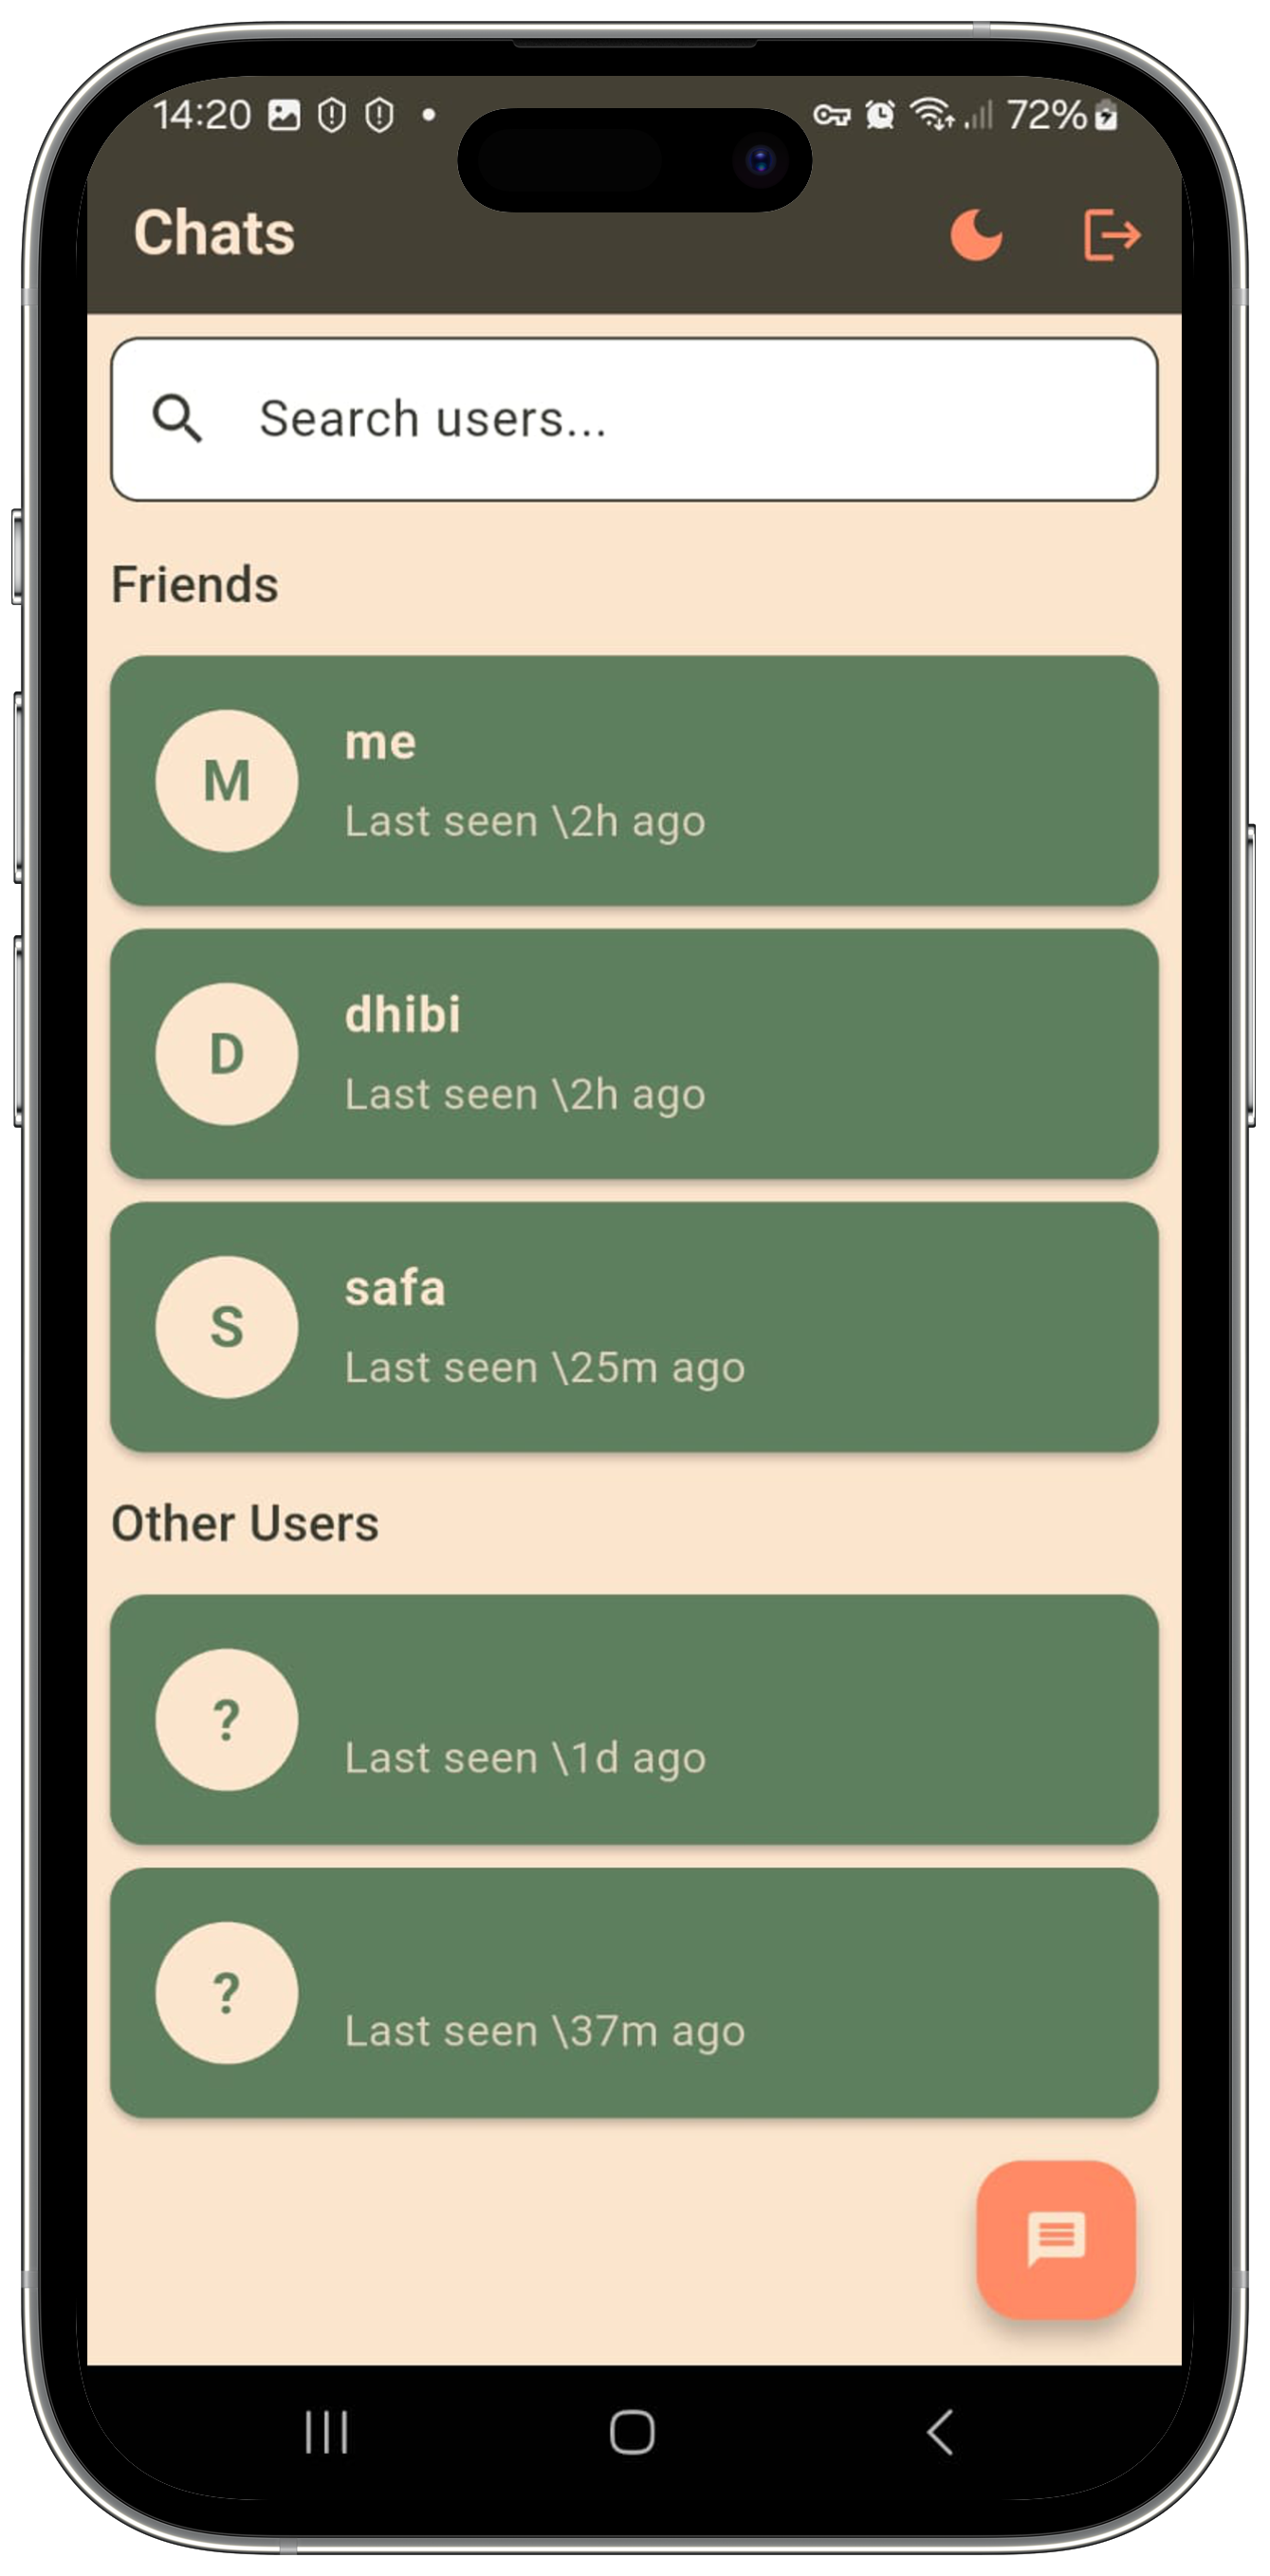 14:20
72%
Chats
Search users...
Friends
M
me
Last seen \2h ago
D
dhibi
Last seen \2h ago
S
safa
Last seen \25m ago
Other Users
?
Last seen \1d ago
?
Last seen \37m ago